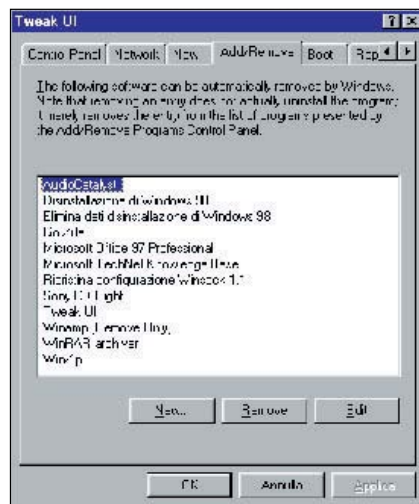 Tweak UI
Control Panel Network New Add/Remove Boot
The following software can be automatically removed by Windows.
Note that removing an entry does not actually uninstall the program;
it merely removes the entry from the list of programs presented by
the Add/Remove Programs Control Panel.
AudioCatalyst
Disinstallazione di Windows 98
Elimina dati disinstallazione di Windows 98
Microsoft Office 97 Professional
Microsoft TechNet Knowledge Base
Ripristina configurazione Winsock 1.1
Sony Light
Tweak UI
Winamp (Remove Only)
WinRAR archiver
WinZip
New... Remove Edit
OK Annulla Applica